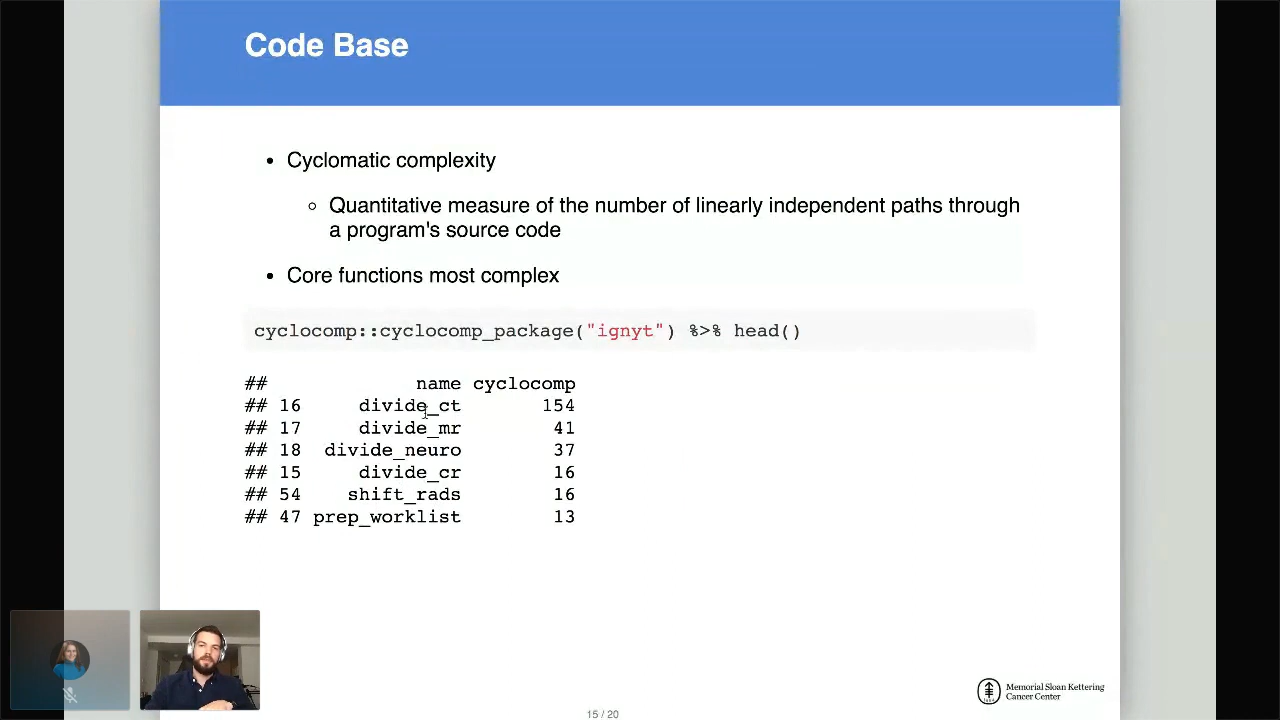 Code Base
• Cyclomatic complexity
◦ Quantitative measure of the number of linearly independent paths through
a program's source code
• Core functions most complex
cyclocomp::cyclocomp_package("ignyt") %>% head()
## name cyclocomp
## 16 divide_ct 154
## 17 divide_mr 41
## 18 divide_neuro 37
## 15 divide_cr 16
## 54 shift_rads 16
## 47 prep_worklist 13
Memorial Sloan Kettering
Cancer Center
15 / 20